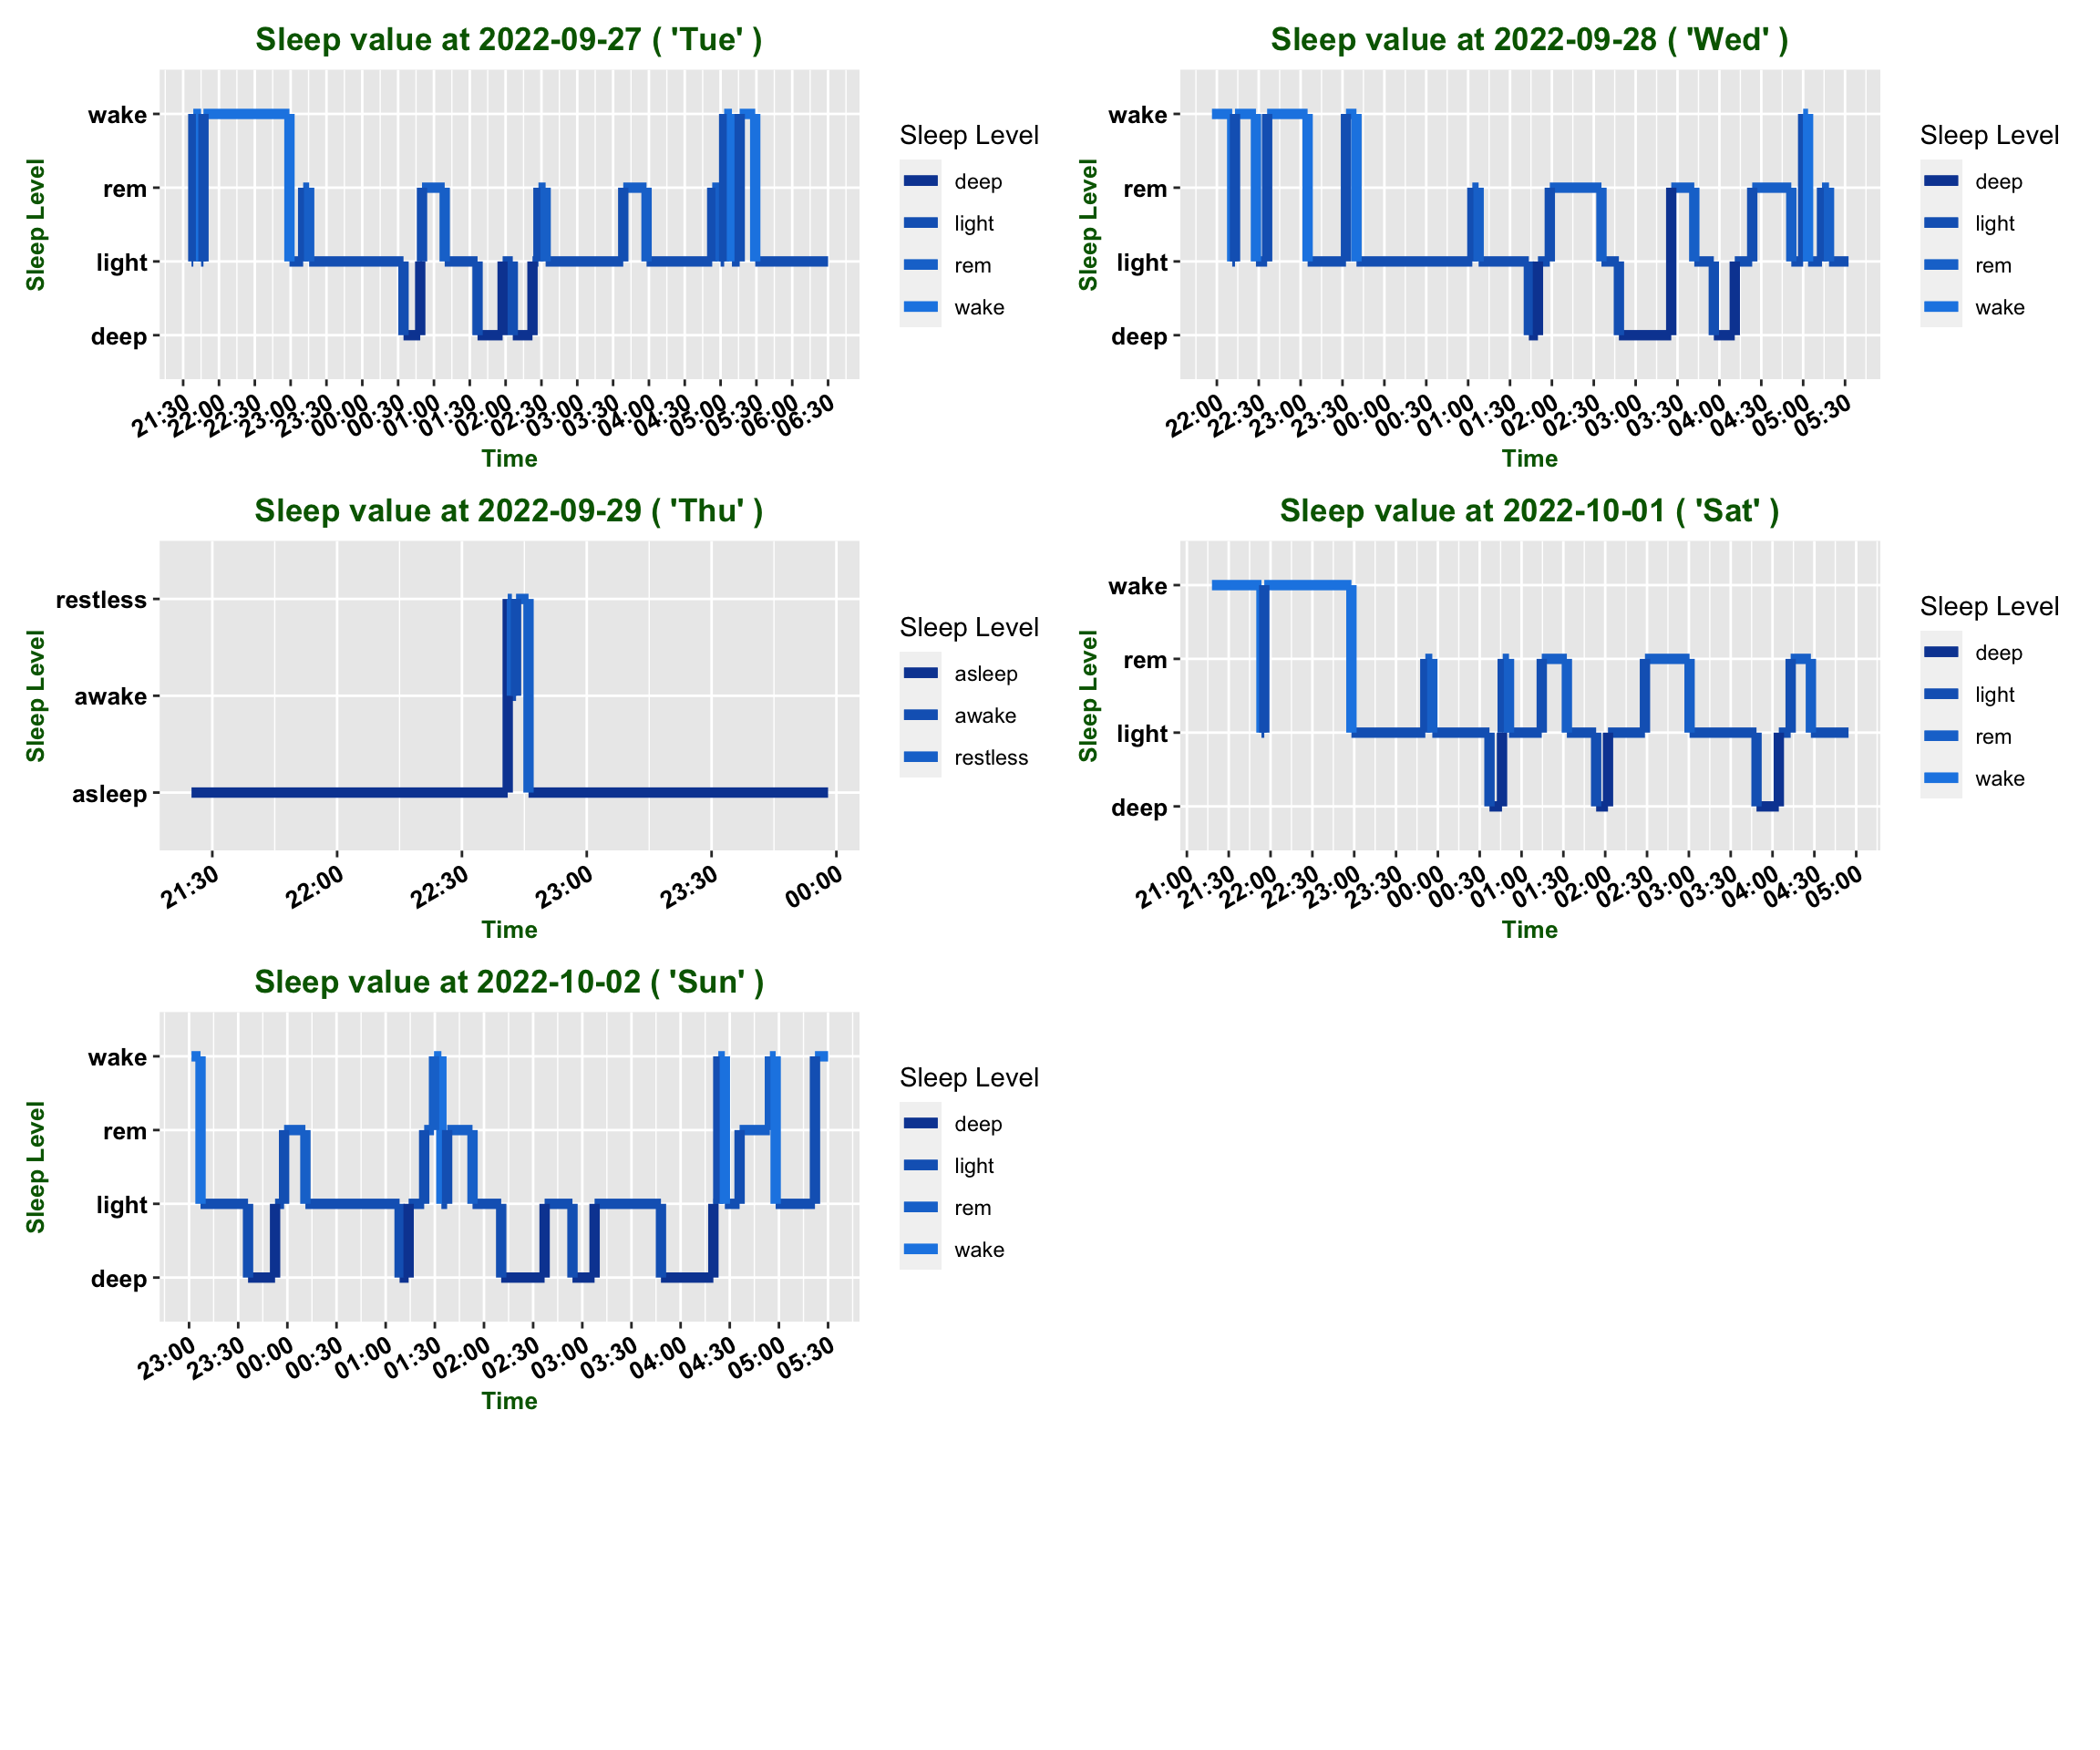 Sleep value at 2022-09-27 ( 'Tue' )
Sleep Level
wake
rem
light
deep
21:30 22:00 22:30 23:00 23:30 00:00 00:30 01:00 01:30 02:00 02:30 03:00 03:30 04:00 04:30 05:00 05:30 06:00 06:30
Time
Sleep Level
deep
light
rem
wake
Sleep value at 2022-09-28 ( 'Wed' )
Sleep Level
wake
rem
light
deep
22:00 22:30 23:00 23:30 00:00 00:30 01:00 01:30 02:00 02:30 03:00 03:30 04:00 04:30 05:00 05:30
Time
Sleep Level
deep
light
rem
wake
Sleep value at 2022-09-29 ( 'Thu' )
Sleep Level
restless
awake
asleep
21:30 22:00 22:30 23:00 23:30 00:00
Time
Sleep Level
asleep
awake
restless
Sleep value at 2022-10-01 ( 'Sat' )
Sleep Level
wake
rem
light
deep
21:00 21:30 22:00 22:30 23:00 23:30 00:00 00:30 01:00 01:30 02:00 02:30 03:00 03:30 04:00 04:30 05:00
Time
Sleep Level
deep
light
rem
wake
Sleep value at 2022-10-02 ( 'Sun' )
Sleep Level
wake
rem
light
deep
23:00 23:30 00:00 00:30 01:00 01:30 02:00 02:30 03:00 03:30 04:00 04:30 05:00 05:30
Time
Sleep Level
deep
light
rem
wake